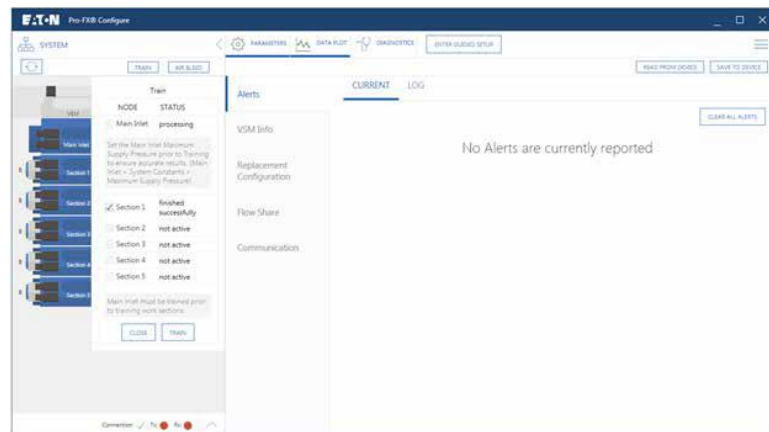 EAT•N Pro-FX® Configure
SYSTEM
PARAMETERS
DATA PLOT
DIAGNOSTICS
ENTER GUIDED SETUP
TRAIN
AIR BLEED
READ FROM DEVICE
SAVE TO DEVICE
VSM
Main Inlet
Section 1
Section 2
Section 3
Section 4
Section 5
Train
NODE STATUS
Main Inlet processing
Set the Main Inlet Maximum
Supply Pressure prior to Training
to ensure accurate results. (Main
Inlet > System Constants >
Maximum Supply Pressure)
Section 1 finished
successfully
Section 2 not active
Section 3 not active
Section 4 not active
Section 5 not active
Main Inlet must be trained prior
to training work sections.
CLOSE
TRAIN
Alerts
VSM Info
Replacement
Configuration
Flow Share
Communication
CURRENT LOG
CLEAR ALL ALERTS
No Alerts are currently reported
Connection Tx Rx